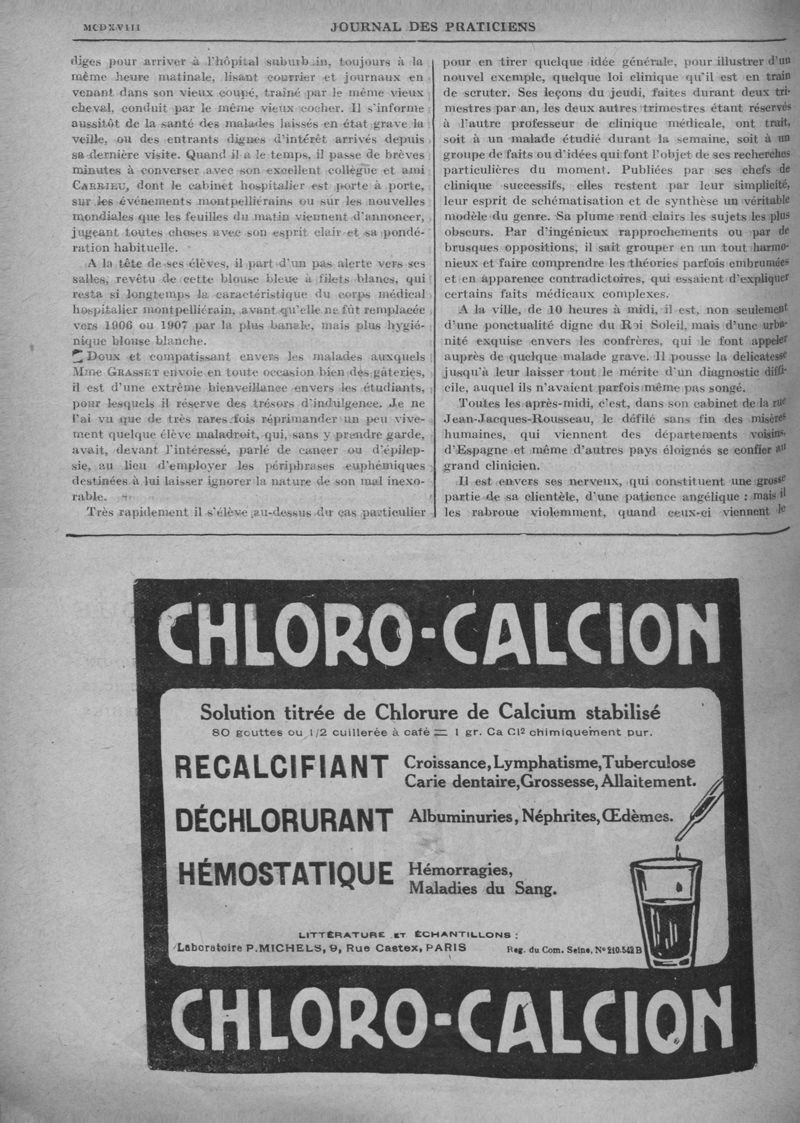 MCDXVIII
JOURNAL DES PRATICIENS
diges pour arriver à l'hôpital suburbain, toujours à la
même heure matinale, lisant courrier et journaux en
venant dans son vieux coupé, traîné par le même vieux
cheval, conduit par le même vieux cocher. Il s'informe
aussitôt de la santé des malades laissés en état grave la
veille, ou des entrants dignes d'intérêt arrivés depuis
sa dernière visite. Quand il a le temps, il passe de brèves
minutes à converser avec son excellent collègue et ami
CARRIEU, dont le cabinet hospitalier est porte à porte,
sur les événements montpelliérains ou sur les nouvelles
mondiales que les feuilles du matin viennent d'annoncer,
jugeant toutes choses avec son esprit clair et sa pondé-
ration habituelle.
A la tête de ses élèves, il part d'un pas alerte vers ses
salles, revêtu de cette blouse bleue à filets blancs, qui
resta si longtemps la caractéristique du corps médical
hospitalier montpelliérain, avant qu'elle ne fût remplacée
vers 1906 ou 1907 par la plus banale, mais plus hygié-
nique blouse blanche.
Doux et compatissant envers les malades auxquels
Mme GRASSET envoie en toute occasion bien des gâteries,
il est d'une extrême bienveillance envers les étudiants,
pour lesquels il réserve des trésors d'indulgence. Je ne
l'ai vu que de très rares fois réprimander un peu vive-
ment quelque élève maladroit, qui, sans y prendre garde,
avait, devant l'intéressé, parlé de cancer ou d'épilep-
sie, au lieu d'employer les périphrases euphémiques
destinées à lui laisser ignorer la nature de son mal inexo-
rable.
Très rapidement il s'élève au-dessus du cas particulier
pour en tirer quelque idée générale, pour illustrer d'un
nouvel exemple, quelque loi clinique qu'il est en train
de scruter. Ses leçons du jeudi, faites durant deux tri-
mestres par an, les deux autres trimestres étant réservés
à l'autre professeur de clinique médicale, ont trait,
soit à un malade étudié durant la semaine, soit à un
groupe de faits ou d'idées qui font l'objet de ses recherches
particulières du moment. Publiées par ses chefs de
clinique successifs, elles restent par leur simplicité,
leur esprit de schématisation et de synthèse un véritable
modèle du genre. Sa plume rend clairs les sujets les plus
obscurs. Par d'ingénieux rapprochements ou par de
brusques oppositions, il sait grouper en un tout harmo-
nieux et faire comprendre les théories parfois embrumées
et en apparence contradictoires, qui essaient d'expliquer
certains faits médicaux complexes.
A la ville, de 10 heures à midi, il est, non seulement
d'une ponctualité digne du Roi Soleil, mais d'une urba-
nité exquise envers les confrères, qui le font appeler
auprès de quelque malade grave. Il pousse la délicatesse
jusqu'à leur laisser tout le mérite d'un diagnostic diffi-
cile, auquel ils n'avaient parfois même pas songé.
Toutes les après-midi, c'est, dans son cabinet de la rue
Jean-Jacques-Rousseau, le défilé sans fin des misères
humaines, qui viennent des départements voisins,
d'Espagne et même d'autres pays éloignés se confier au
grand clinicien.
Il est envers ses nerveux, qui constituent une grosse
partie de sa clientèle, d'une patience angélique : mais il
les rabroue violemment, quand ceux-ci viennent le
CHLORO-CALCION
Solution titrée de Chlorure de Calcium stabilisé
80 gouttes ou 1/2 cuillerée à café = 1 gr. Ca Cl² chimiquement pur.
RECALCIFIANT
Croissance, Lymphatisme, Tuberculose
Carie dentaire, Grossesse, Allaitement.
DÉCHLORURANT
Albuminuries, Néphrites, Œdèmes.
HÉMOSTATIQUE
Hémorragies,
Maladies du Sang.
LITTÉRATURE ET ÉCHANTILLONS :
Laboratoire P. MICHELS, 9, Rue Castex, PARIS
Reg. du Com. Seine, N° 210.542 B
CHLORO-CALCION